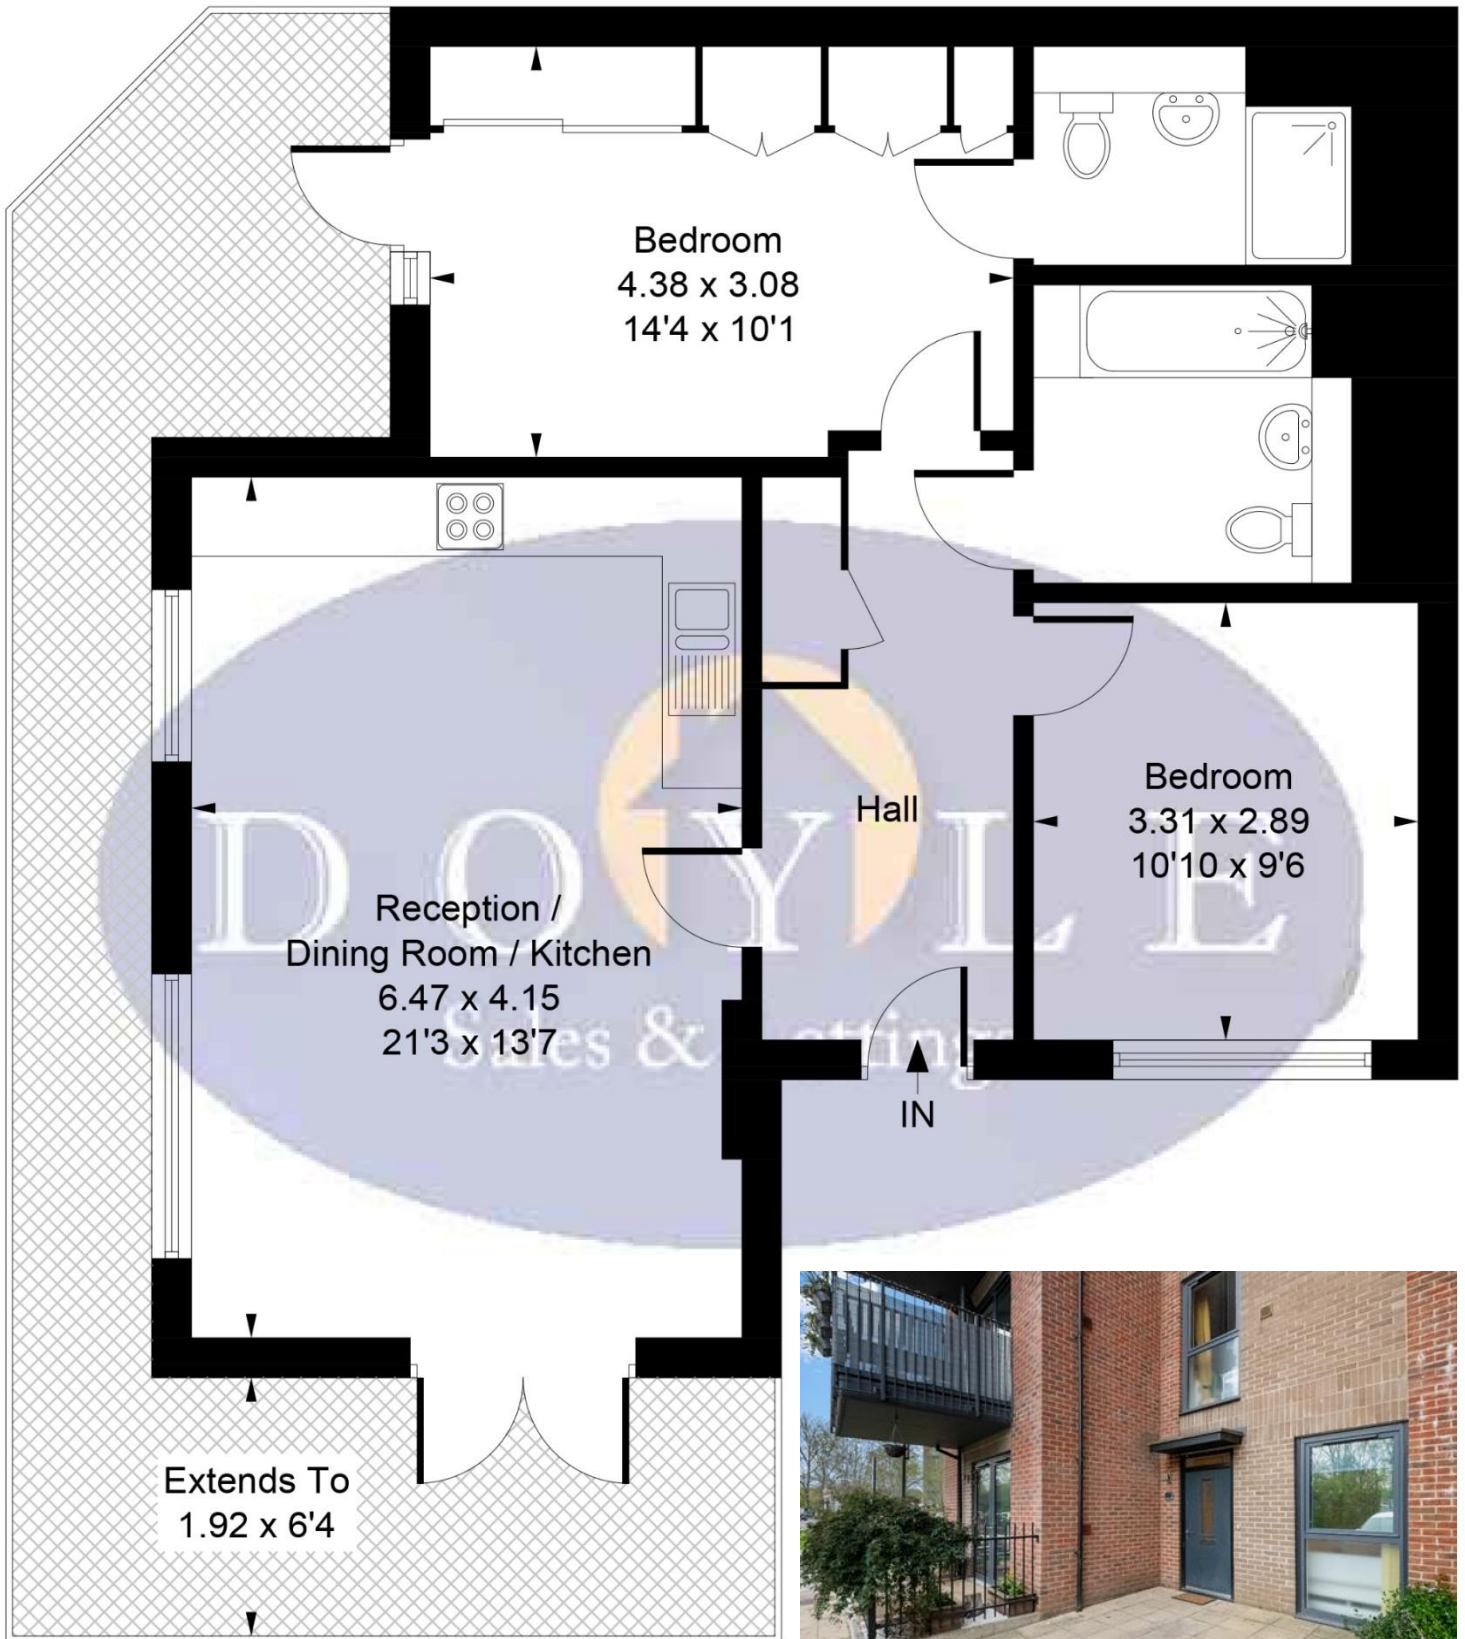 Bedroom
4.38 x 3.08
14'4 x 10'1
Bedroom
3.31 x 2.89
10'10 x 9'6
Hall
Reception /
Dining Room / Kitchen
6.47 x 4.15
21'3 x 13'7
IN
Extends To
1.92 x 6'4
DOYLE
Sales & Lettings